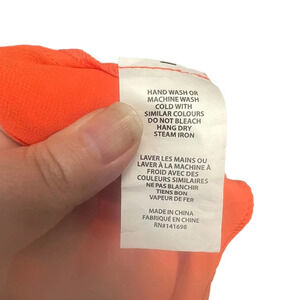 HAND WASH OR
MACHINE WASH
COLD WITH
SIMILAR COLOURS
DO NOT BLEACH
HANG DRY
STEAM IRON
LAVER LES MAINS OU
LAVER À LA MACHINE À
FROID AVEC DES
COULEURS SIMILAIRES
NE PAS BLANCHIR
TIENS BON
VAPEUR DE FER
MADE IN CHINA
FABRIQUÉ EN CHINE
RN#141698